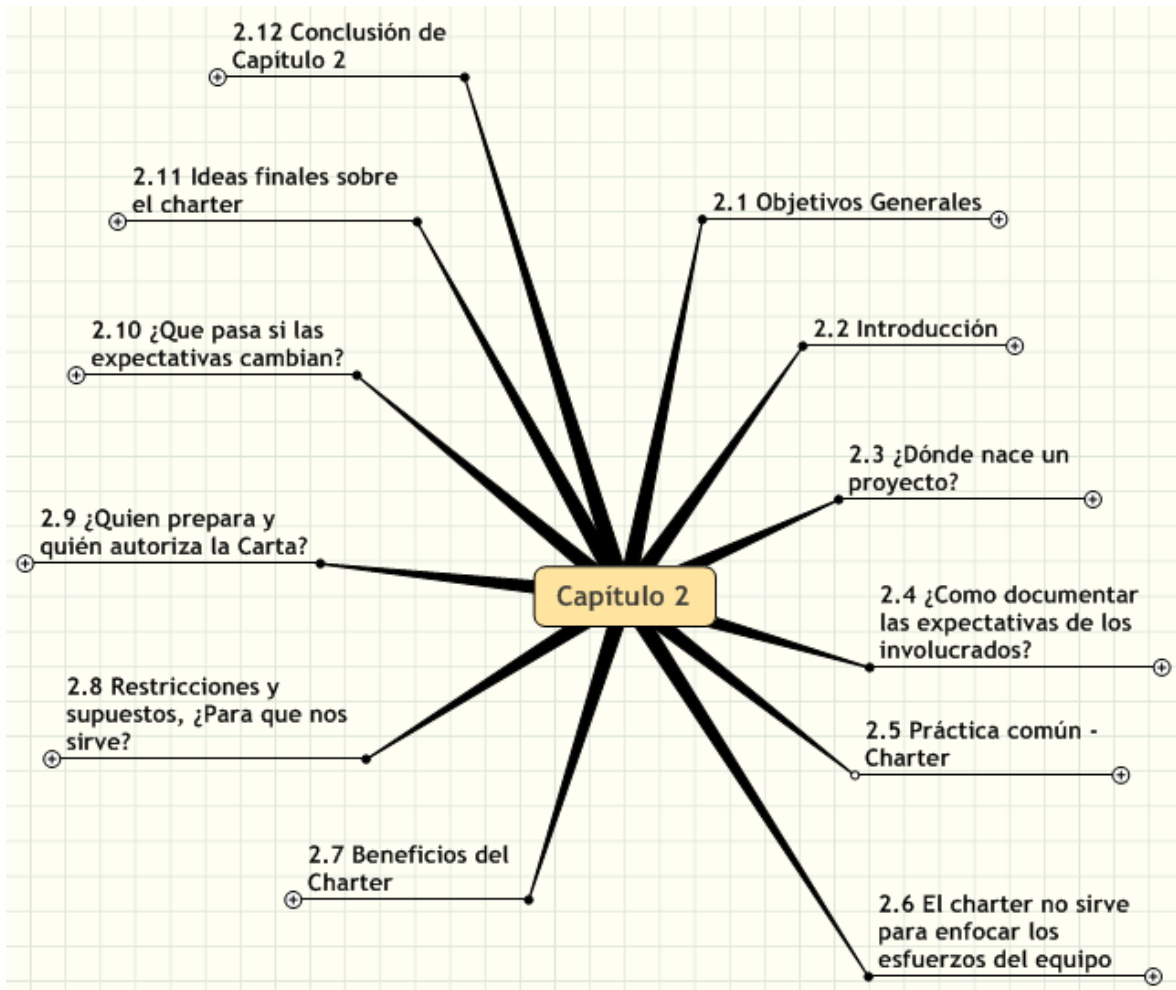 2.12 Conclusión de
Capitulo 2
2.11 Ideas finales sobre
el charter
2.1 Objetivos Generales
2.10 ¿Que pasa si las
expectativas cambian?
2.2 Introducción
2.3 ¿Dónde nace un
proyecto?
2.9 ¿Quien prepara y
quién autoriza la Carta?
Capítulo 2
2.4 ¿Como documentar
las expectativas de los
involucrados?
2.8 Restricciones y
supuestos, ¿Para que nos
sirve?
2.5 Práctica común -
Charter
2.7 Beneficios del
Charter
2.6 El charter no sirve
para enfocar los
esfuerzos del equipo